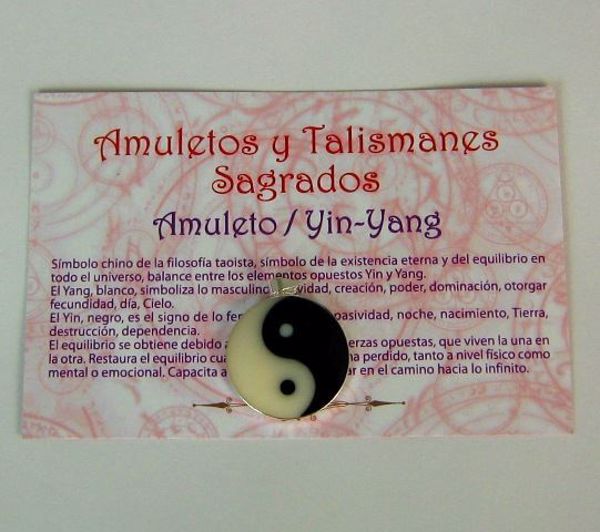 Amuletos y Talismanes
Sagrados
Amuleto / Yin-Yang
Símbolo chino de la filosofía taoista, símbolo de la existencia eterna y del equilibrio en
todo el universo, balance entre los elementos opuestos Yin y Yang.
El Yang, blanco, simboliza lo masculino vidad, creación, poder, dominación, otorgar
fecundidad, día, Cielo.
El Yin, negro, es el signo de lo fe pasividad, noche, nacimiento, Tierra,
destrucción, dependencia.
El equilibrio se obtiene debido erzas opuestas, que viven la una en
la otra. Restaura el equilibrio cua ha perdido, tanto a nivel físico como
mental o emocional. Capacita a ar en el camino hacia lo infinito.